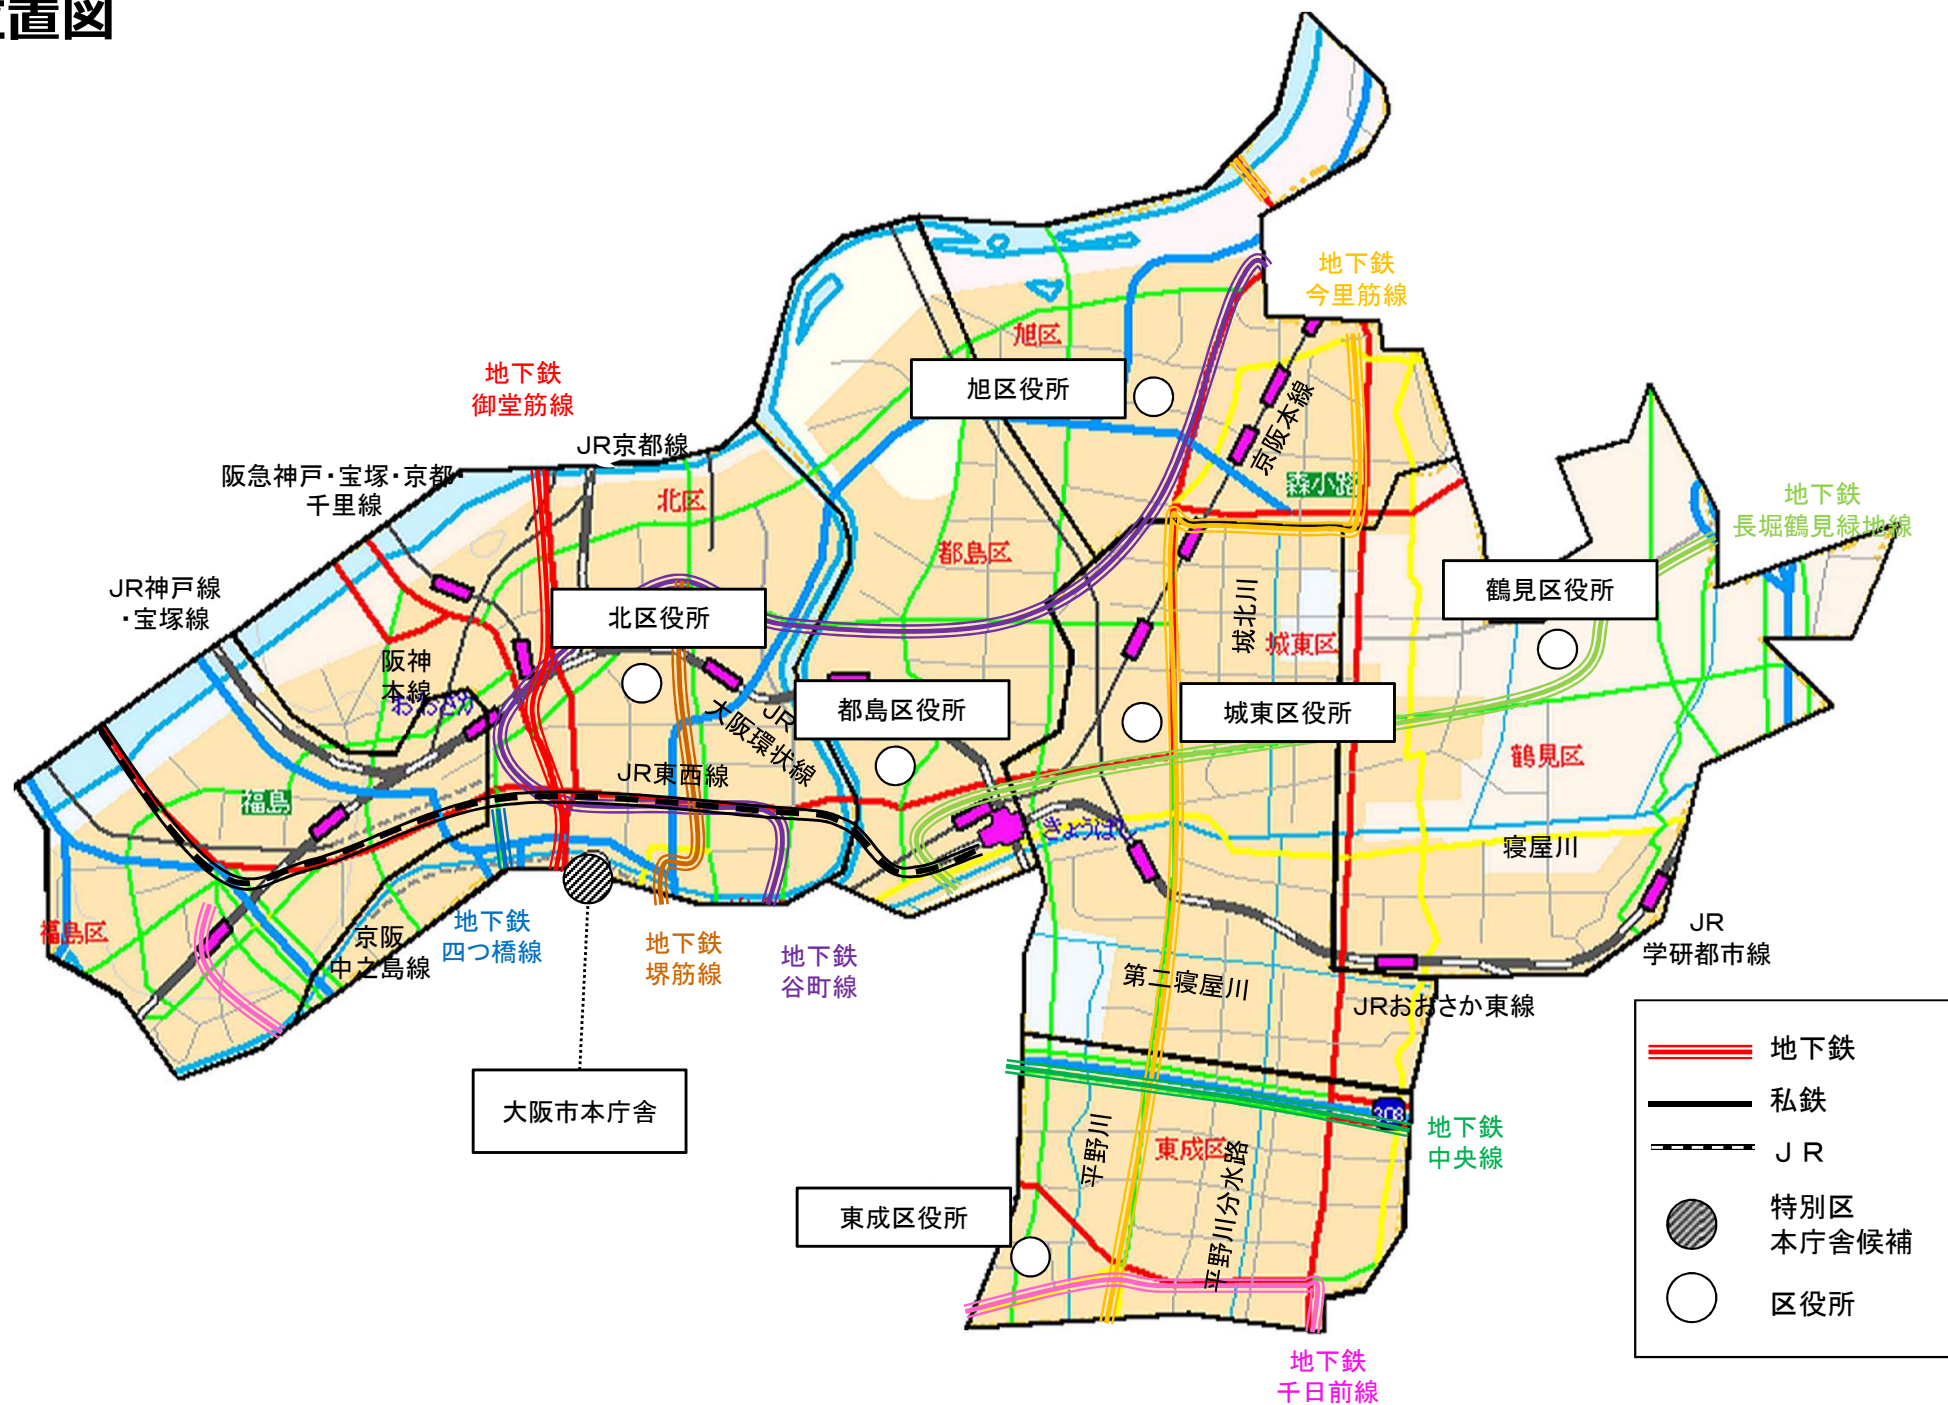 置図
地下鉄
今里筋線
旭区
旭区役所
京阪本線
森小路
地下鉄
御堂筋線
JR京都線
阪急神戸・宝塚・京都・
千里線
北区
都島区
地下鉄
長堀鶴見緑地線
鶴見区役所
JR神戸線
・宝塚線
北区役所
城北川
城東区
阪神
本線
おおさか
都島区役所
城東区役所
JR
大阪環状線
鶴見区
JR東西線
福島
きょうばし
寝屋川
福島区
京阪
中之島線
地下鉄
四つ橋線
地下鉄
堺筋線
地下鉄
谷町線
JR
学研都市線
第二寝屋川
JRおおさか東線
大阪市本庁舎
308
地下鉄
中央線
平野川
東成区
平野川分水路
東成区役所
地下鉄
千日前線
地下鉄
私鉄
ＪＲ
特別区
本庁舎候補
区役所